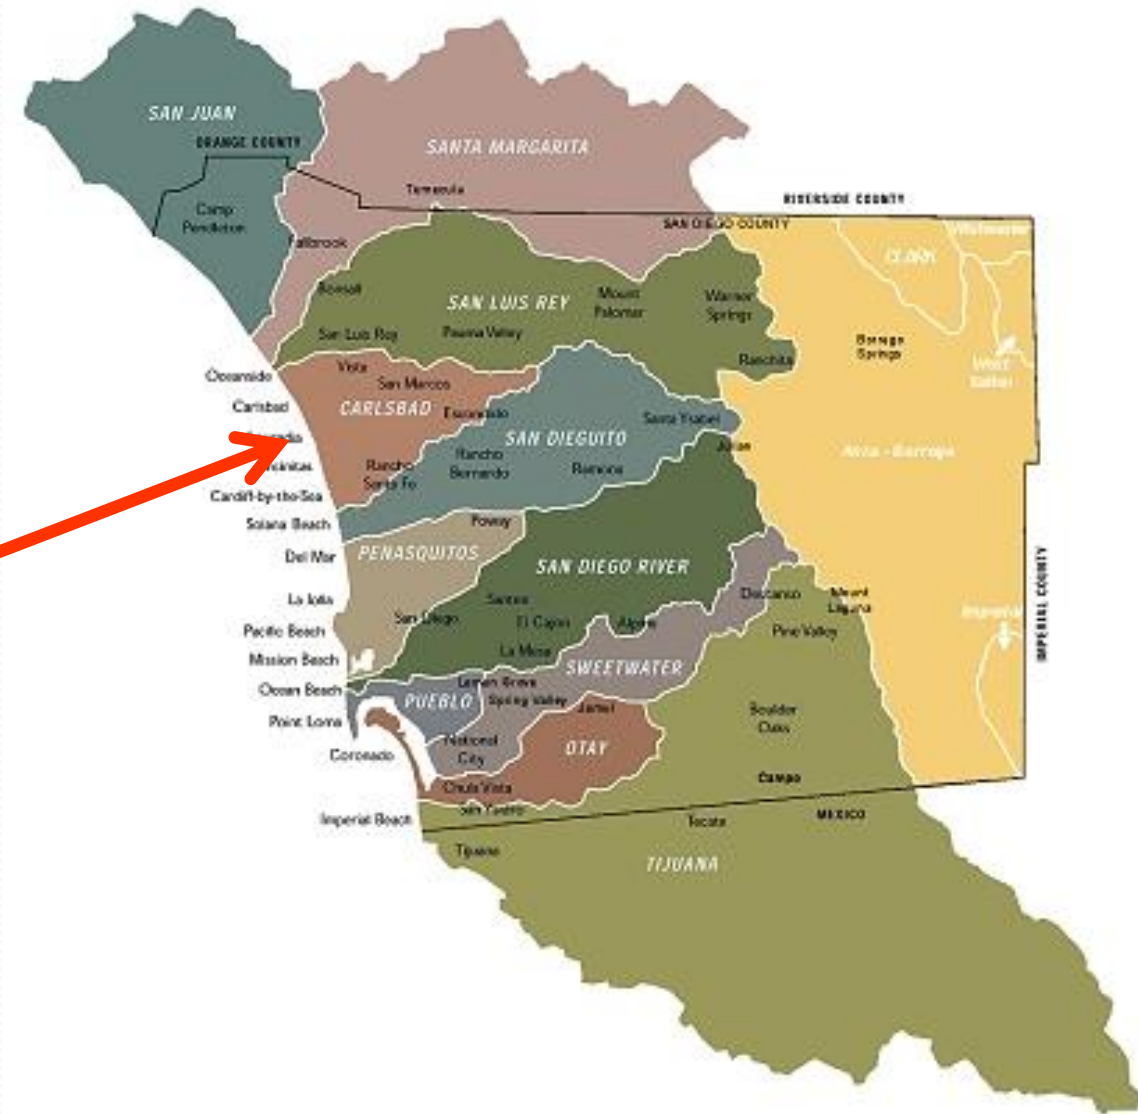 SAN JUAN
ORANGE COUNTY
SANTA MARGARITA
Camp
Pendleton
Temecula
RIVERSIDE COUNTY
SAN DIEGO COUNTY
Fallbrook
CLARK
Bonsall
SAN LUIS REY
Mount
Palomar
Warner
Springs
San Luis Rey
Pauma Valley
Borrego
Springs
Ranchita
West
Salton
Oceanside
Vista
San Marcos
Carlsbad
CARLSBAD
Escondido
Santa Ysabel
SAN DIEGUITO
Julian
Anza - Borrego
Rancho
Santa Fe
Rancho
Bernardo
Ramona
Cardiff-by-the-Sea
Solana Beach
Poway
Del Mar
PENASQUITOS
SAN DIEGO RIVER
IMPERIAL COUNTY
La Jolla
Santee
Descanso
Mount
Laguna
San Diego
El Cajon
Alpine
Pacific Beach
Pine Valley
La Mesa
Mission Beach
SWEETWATER
Ocean Beach
Lemon Grove
PUEBLO
Spring Valley
Jamul
Point Loma
Boulder
Oaks
National
City
OTAY
Coronado
Campo
Chula Vista
San Ysidro
Imperial Beach
Tecate
MEXICO
Tijuana
TIJUANA